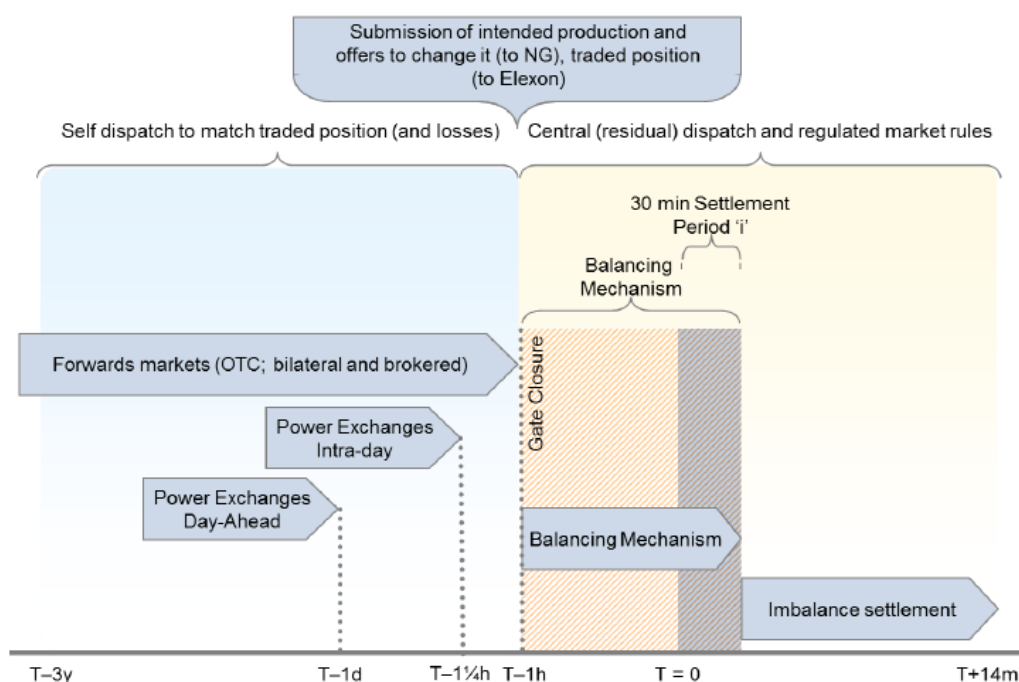 Submission of intended production and
offers to change it (to NG), traded position
(to Elexon)
Self dispatch to match traded position (and losses)
Central (residual) dispatch and regulated market rules
30 min Settlement
Period ‘i’
Balancing
Mechanism
Forwards markets (OTC; bilateral and brokered)
Gate Closure
Power Exchanges
Intra-day
Power Exchanges
Day-Ahead
Balancing Mechanism
Imbalance settlement
T–3y
T–1d
T–1¼h
T–1h
T = 0
T+14m